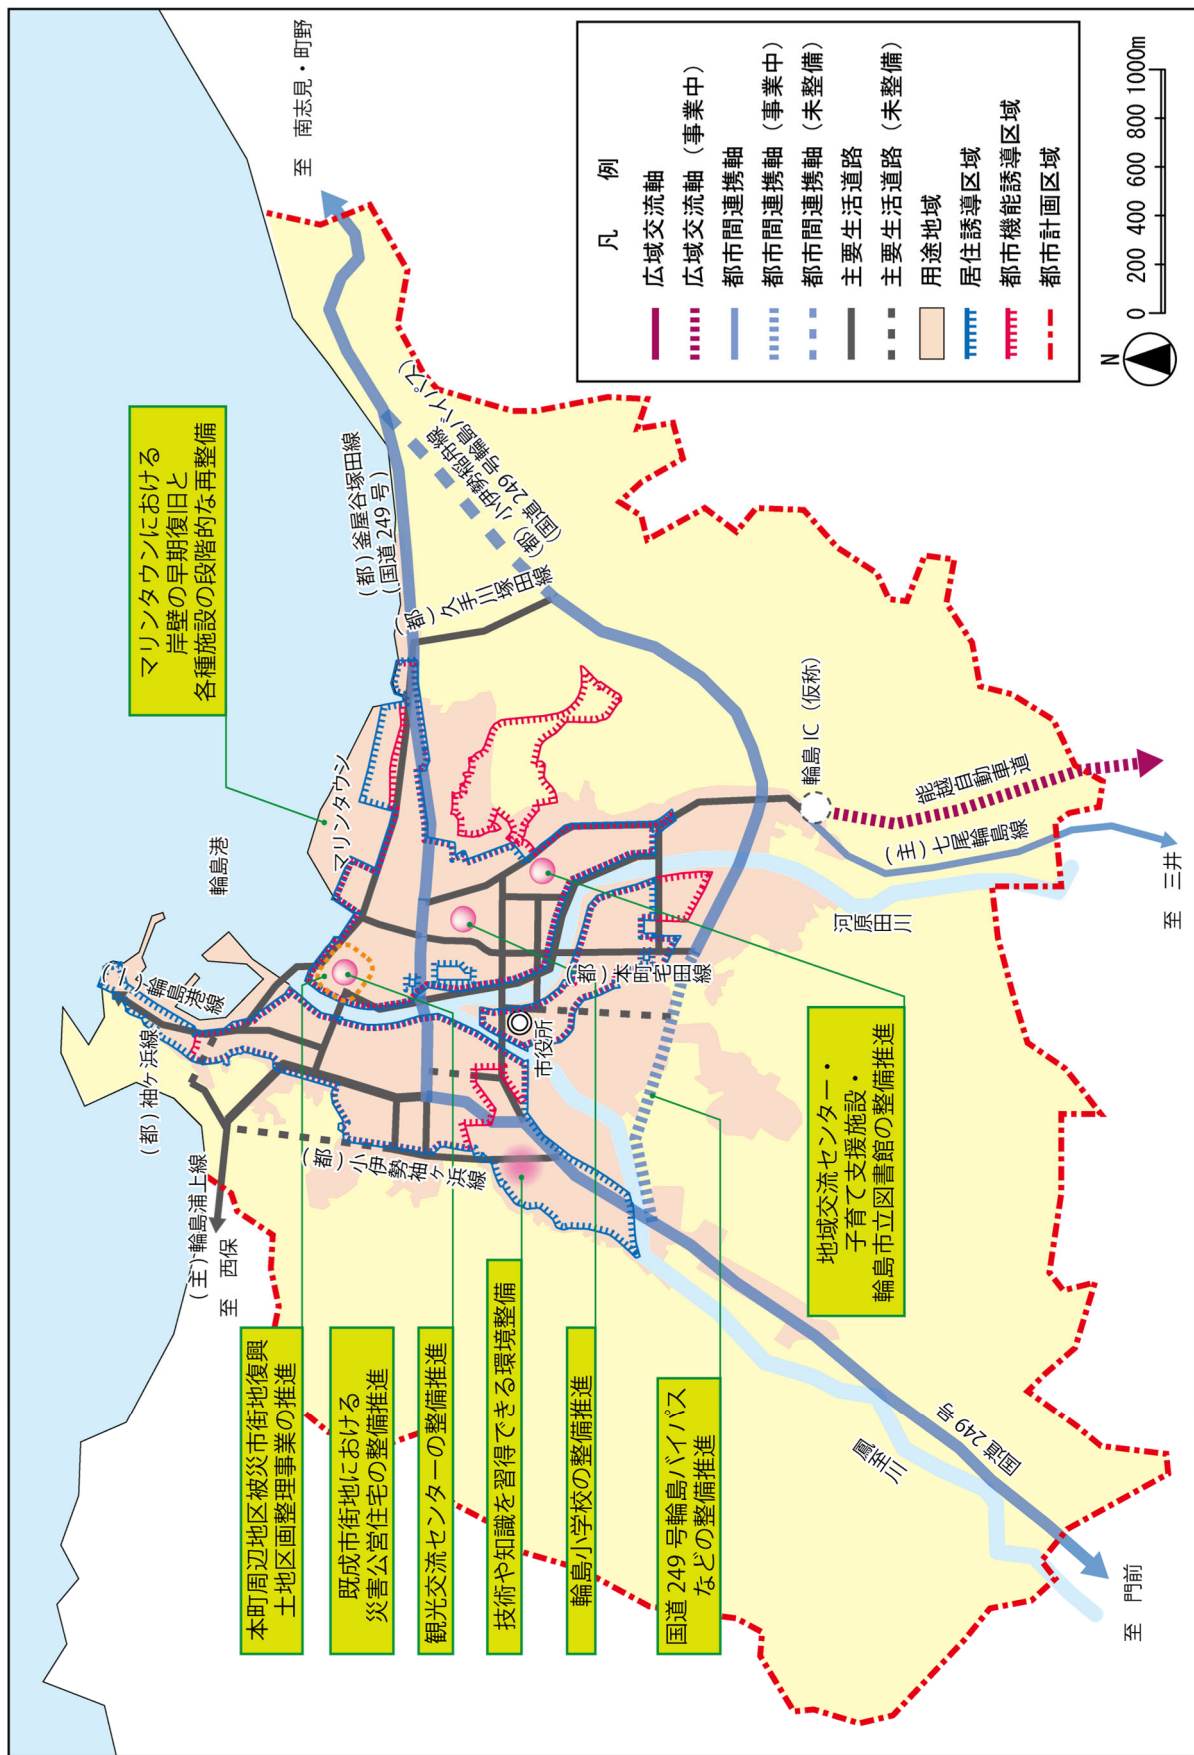 至　南志見・町野
マリンタウンにおける
岸壁の早期復旧と
各種施設の段階的な再整備
(都)釜屋谷塚田線
(国道249号)
(都)小伊勢稲舟線
(国道249号輪島バイパス)
(都)久手川塚田線
輪島港
マリンタウン
(一)輪島港線
(都)袖ケ浜線
(主)輪島浦上線
至　西保
(都)小伊勢袖ケ浜線
(都)本町宅田線
市役所
輪島IC（仮称）
能越自動車道
(主)七尾輪島線
至　三井
河原田川
鳳至川
国道249号
至　門前
本町周辺地区被災市街地復興
土地区画整理事業の推進
既成市街地における
災害公営住宅の整備推進
観光交流センターの整備推進
技術や知識を習得できる環境整備
輪島小学校の整備推進
国道249号輪島バイパス
などの整備推進
地域交流センター・
子育て支援施設・
輪島市立図書館の整備推進
凡　例
広域交流軸
広域交流軸（事業中）
都市間連携軸
都市間連携軸（事業中）
都市間連携軸（未整備）
主要生活道路
主要生活道路（未整備）
用途地域
居住誘導区域
都市機能誘導区域
都市計画区域
N
0 200 400 600 800 1000m